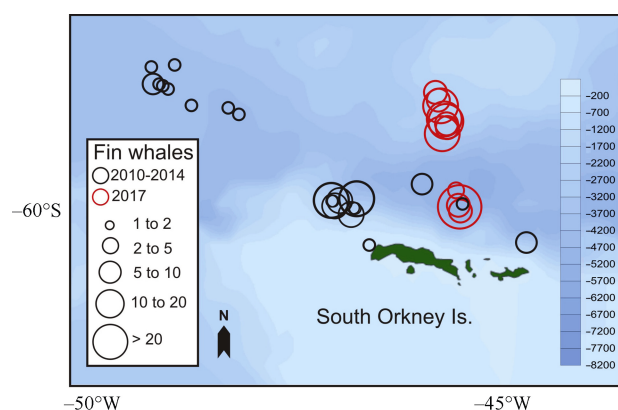 Fin whales
2010-2014
2017
1 to 2
2 to 5
5 to 10
10 to 20
> 20
N
South Orkney Is.
–60°S
–50°W
–45°W
–200
–700
–1200
–1700
–2200
–2700
–3200
–3700
–4200
–4700
–5200
–5700
–6200
–6700
–7200
–7700
–8200